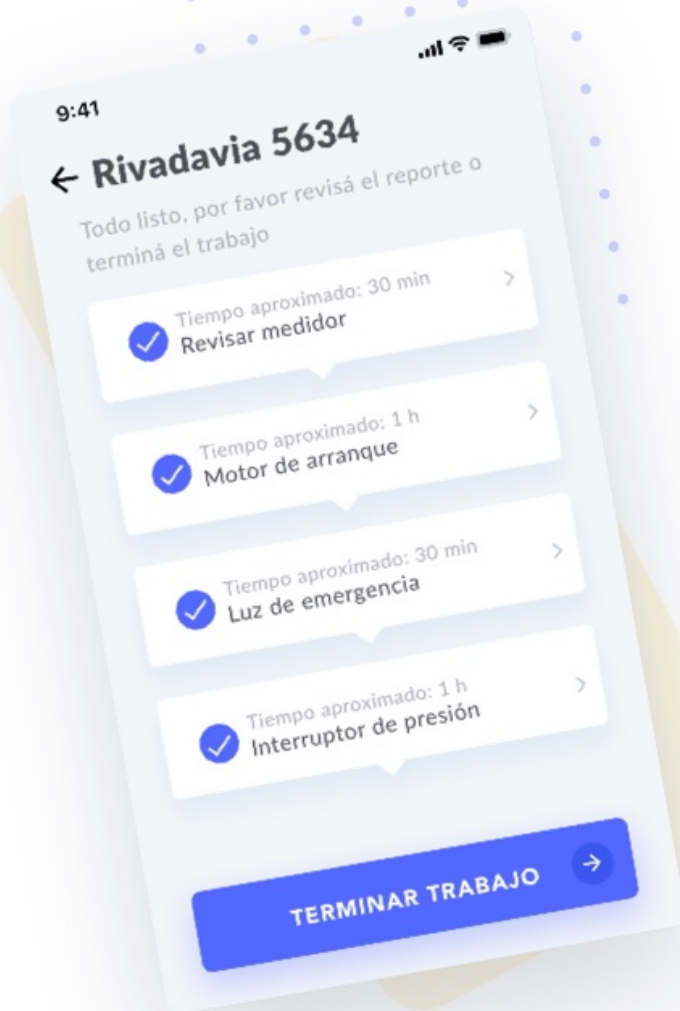 9:41
Rivadavia 5634
Todo listo, por favor revisá el reporte o
terminá el trabajo
Tiempo aproximado: 30 min
Revisar medidor
Tiempo aproximado: 1 h
Motor de arranque
Tiempo aproximado: 30 min
Luz de emergencia
Tiempo aproximado: 1 h
Interruptor de presión
TERMINAR TRABAJO